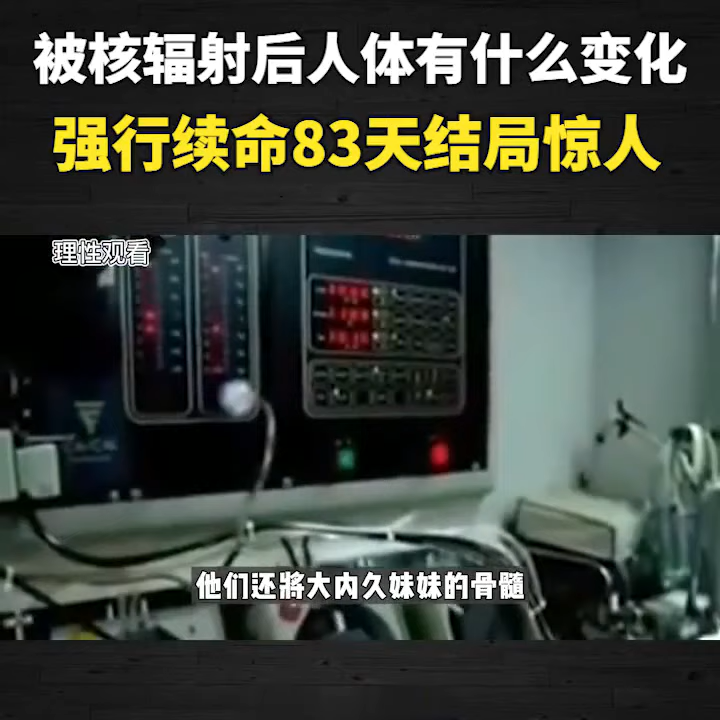 被核辐射后人体有什么变化
强行续命83天结局惊人
理性观看
他们还將大内久妹妹的骨髓